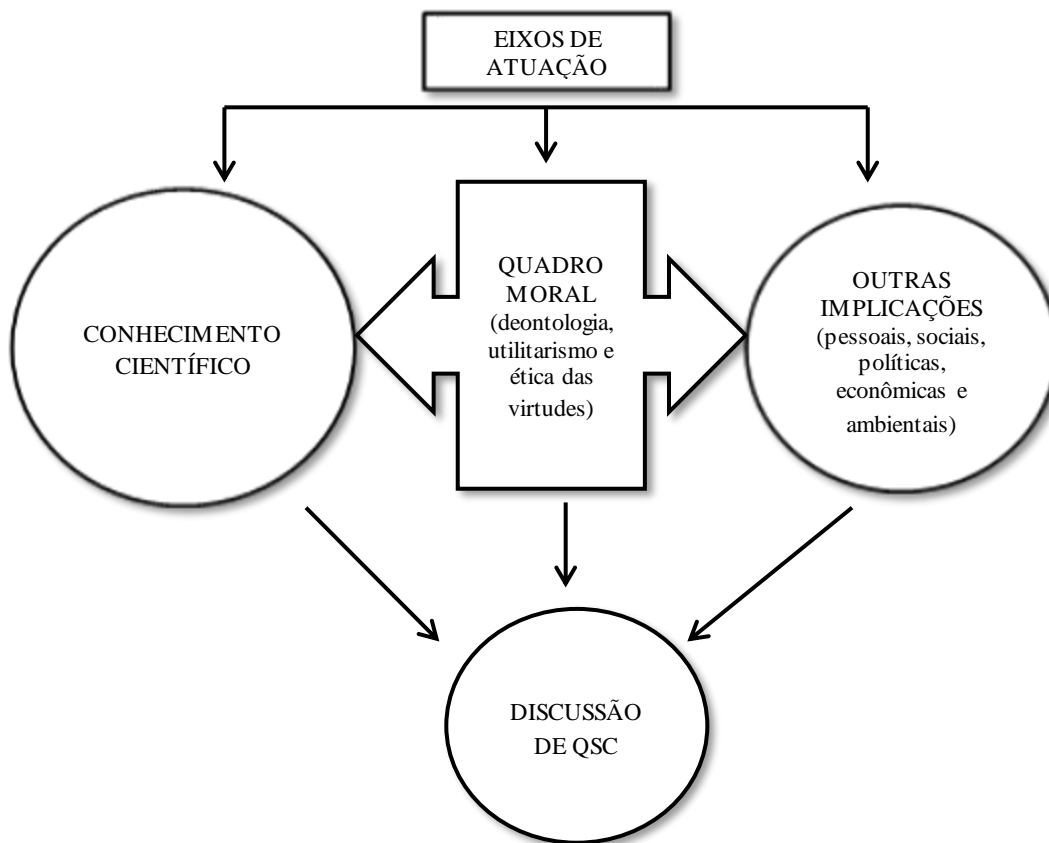 EIXOS DE
ATUAÇÃO
CONHECIMENTO
CIENTÍFICO
QUADRO
MORAL
(deontologia,
utilitarismo e
ética das
virtudes)
OUTRAS
IMPLICAÇÕES
(pessoais, sociais,
políticas,
econômicas e
ambientais)
DISCUSSÃO
DE QSC